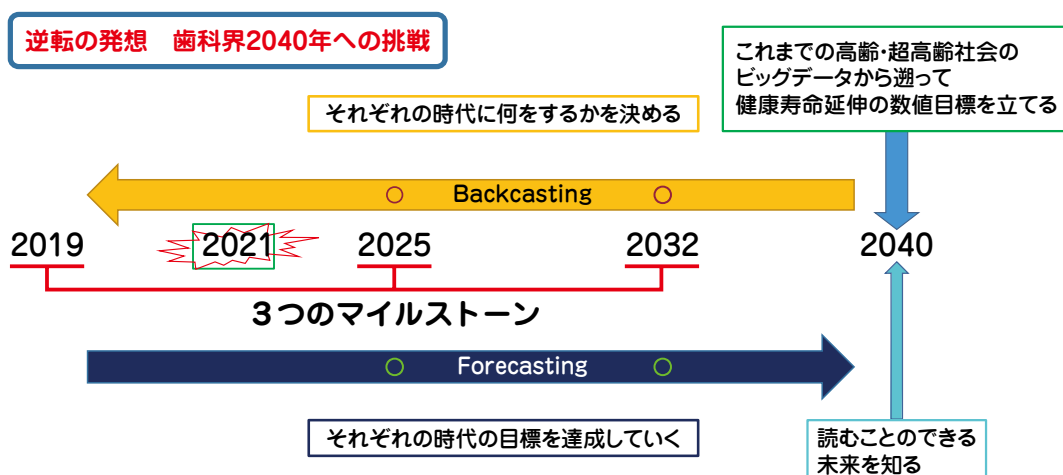 逆転の発想　歯科界2040年への挑戦
これまでの高齢・超高齢社会の
ビッグデータから遡って
健康寿命延伸の数値目標を立てる
それぞれの時代に何をするかを決める
Backcasting
2019
2021
2025
2032
2040
3つのマイルストーン
Forecasting
それぞれの時代の目標を達成していく
読むことのできる
未来を知る